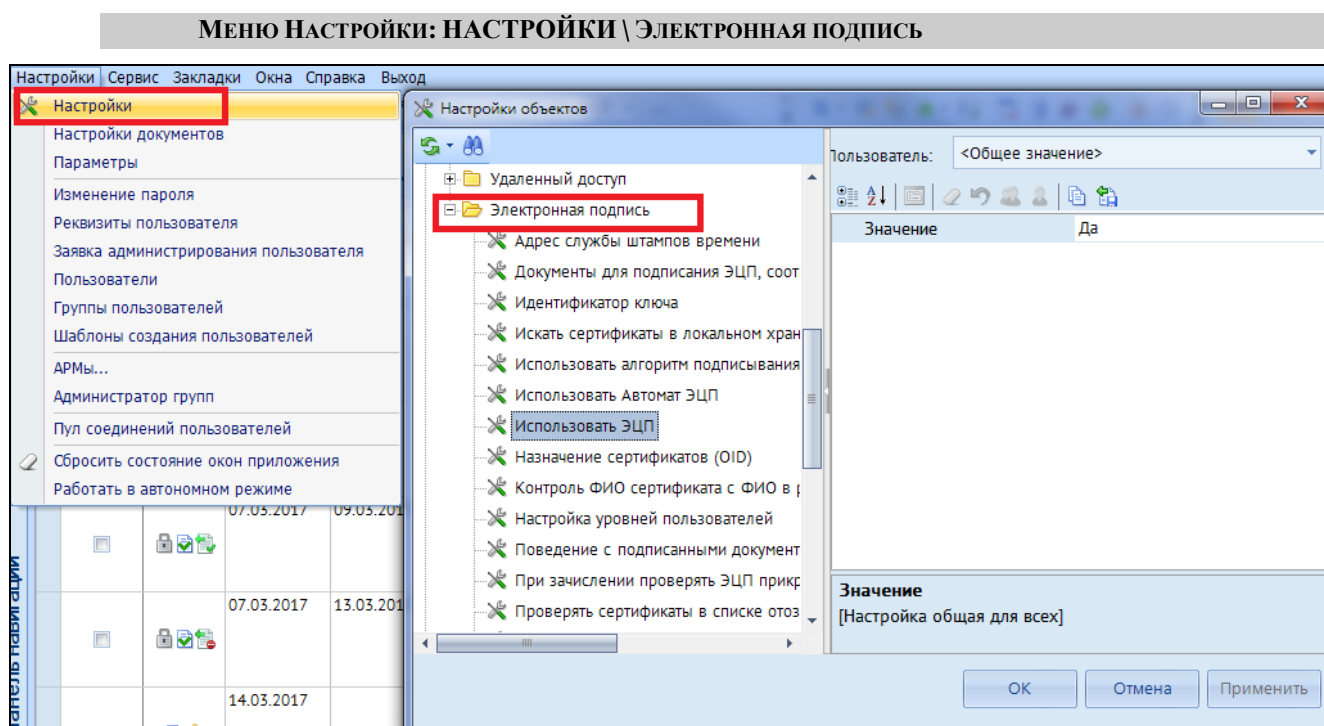 Меню Настройки: НАСТРОЙКИ \ Электронная подпись
Настройки Сервис Закладки Окна Справка Выход
Настройки
Настройки документов
Параметры
Изменение пароля
Реквизиты пользователя
Заявка администрирования пользователя
Пользователи
Группы пользователей
Шаблоны создания пользователей
АРМы...
Администратор групп
Пул соединений пользователей
Сбросить состояние окон приложения
Работать в автономном режиме
07.03.2017 09.03.201
07.03.2017 13.03.201
14.03.2017
анель навигации
Настройки объектов
Удаленный доступ
Электронная подпись
Адрес службы штампов времени
Документы для подписания ЭЦП, соот
Идентификатор ключа
Искать сертификаты в локальном хран
Использовать алгоритм подписывания
Использовать Автомат ЭЦП
Использовать ЭЦП
Назначение сертификатов (OID)
Контроль ФИО сертификата с ФИО в р
Настройка уровней пользователей
Поведение с подписанными документ
При зачислении проверять ЭЦП прикр
Проверять сертификаты в списке отоз
Пользователь: <Общее значение>
Значение Да
Значение
[Настройка общая для всех]
ОК Отмена Применить